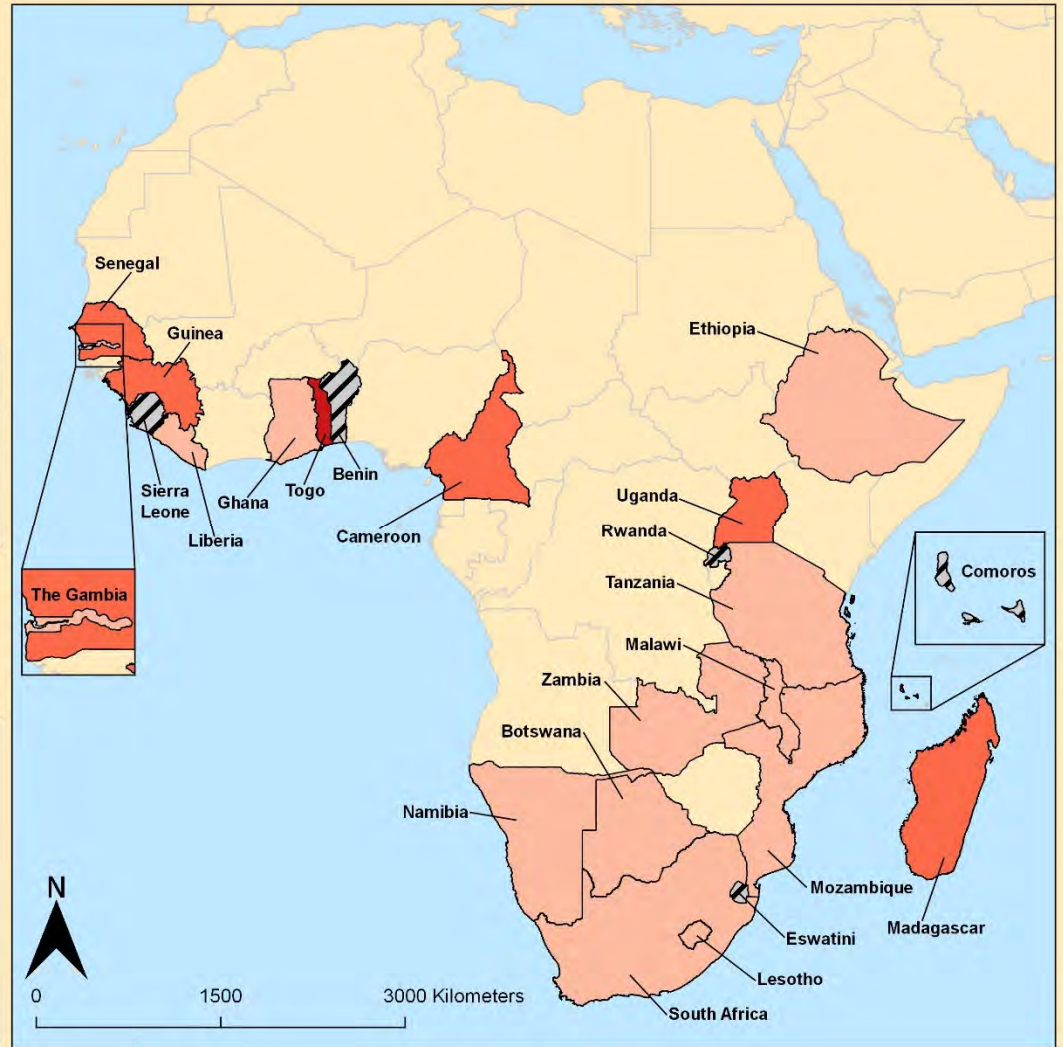 Senegal
Guinea
Ethiopia
Sierra
Leone
Liberia
Ghana
Togo
Benin
Cameroon
Uganda
Rwanda
Tanzania
Comoros
The Gambia
Malawi
Zambia
Botswana
Namibia
Mozambique
Madagascar
Eswatini
Lesotho
South Africa
N
0 1500 3000 Kilometers